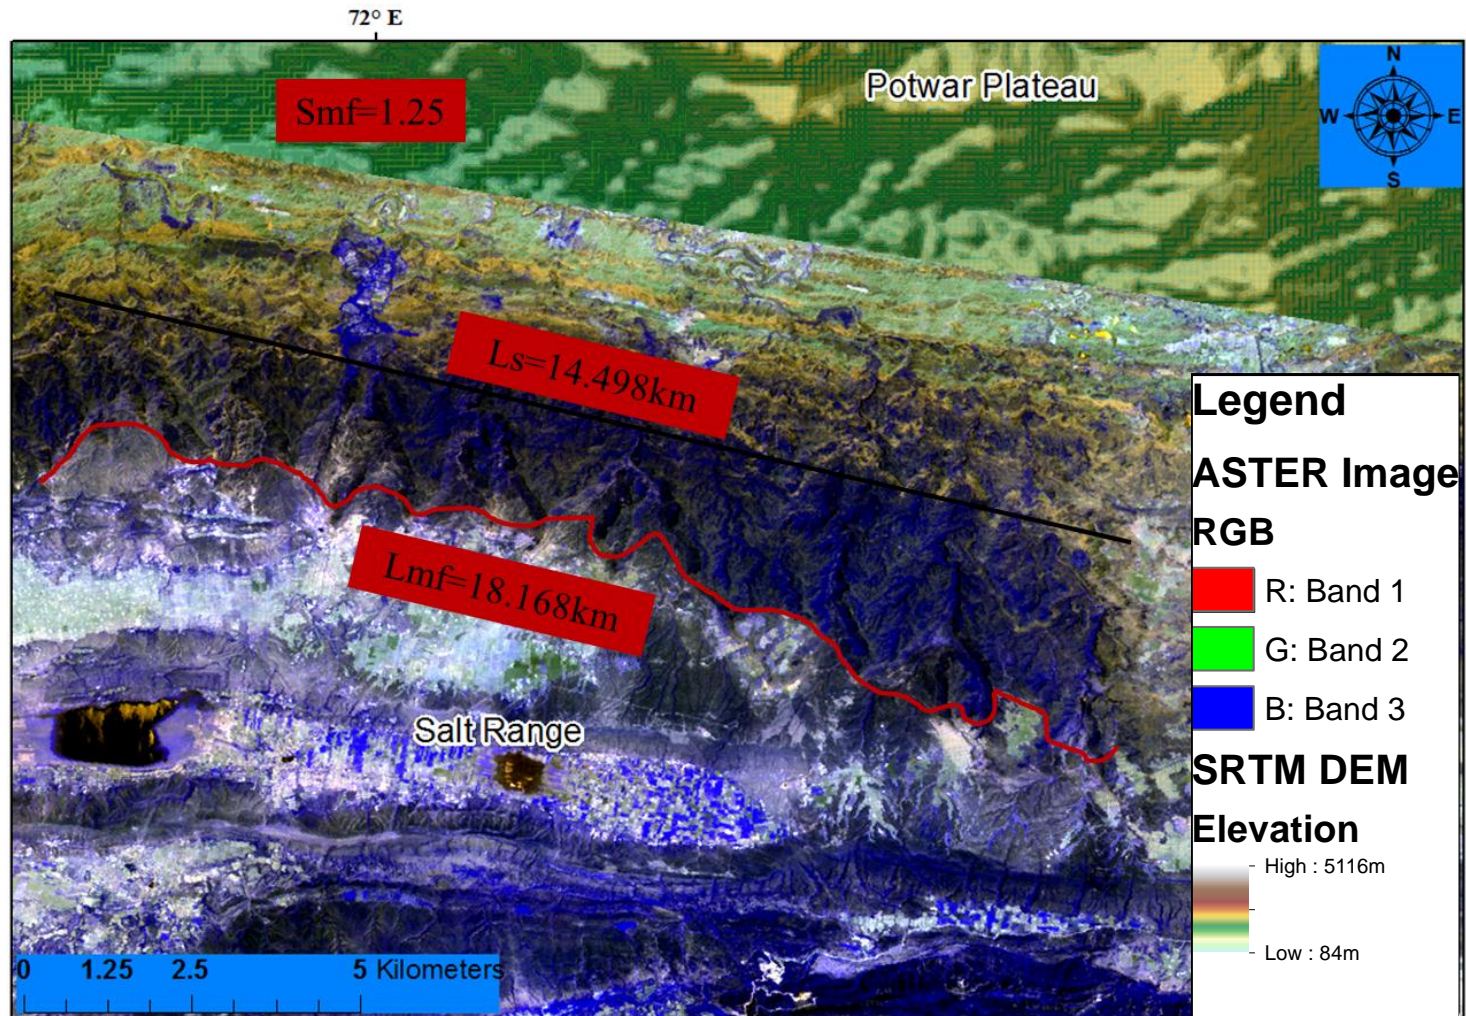 72° E
Smf=1.25
Potwar Plateau
N
W
E
S
Ls=14.498km
Lmf=18.168km
Salt Range
Legend
ASTER Image
RGB
R: Band 1
G: Band 2
B: Band 3
SRTM DEM
Elevation
High : 5116m
Low : 84m
0 1.25 2.5 5 Kilometers